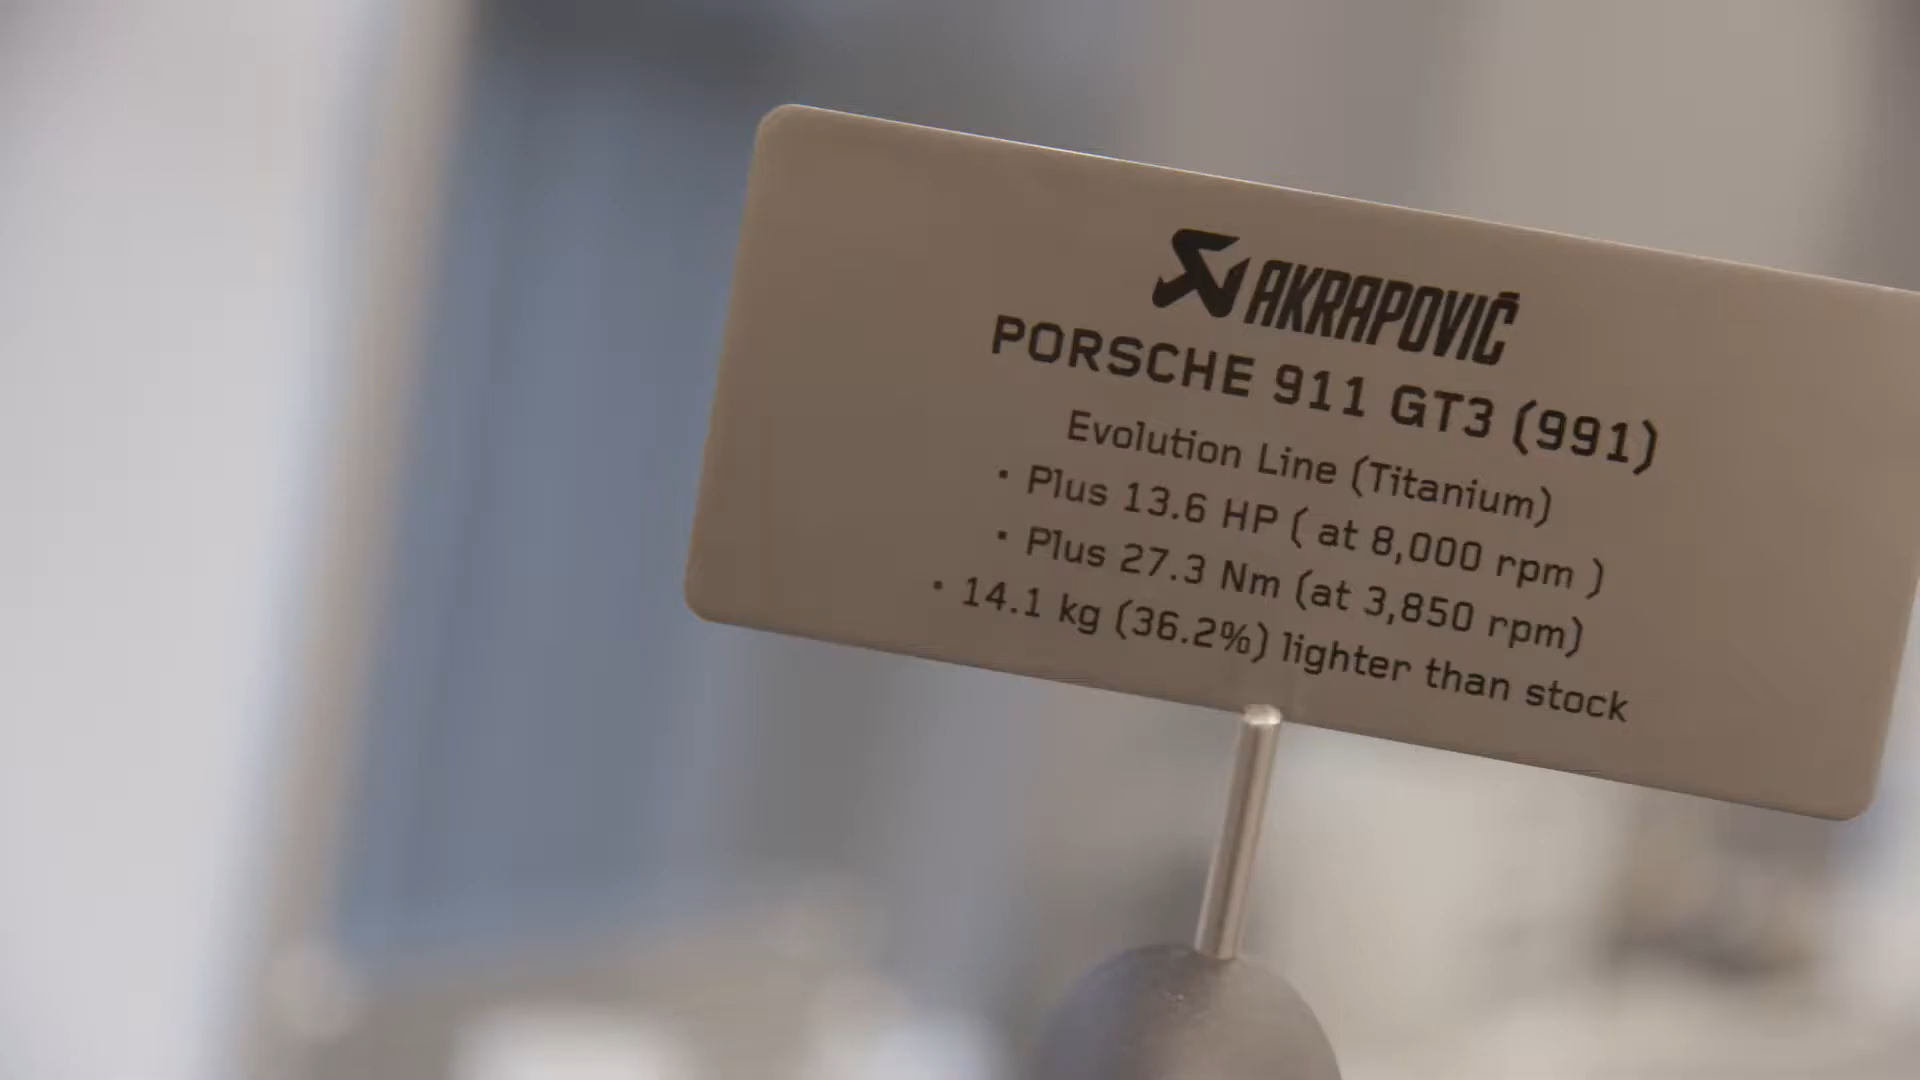 AKRAPOVIČ
PORSCHE 911 GT3 (991)
Evolution Line (Titanium)
• Plus 13.6 HP ( at 8,000 rpm )
• Plus 27.3 Nm (at 3,850 rpm)
• 14.1 kg (36.2%) lighter than stock